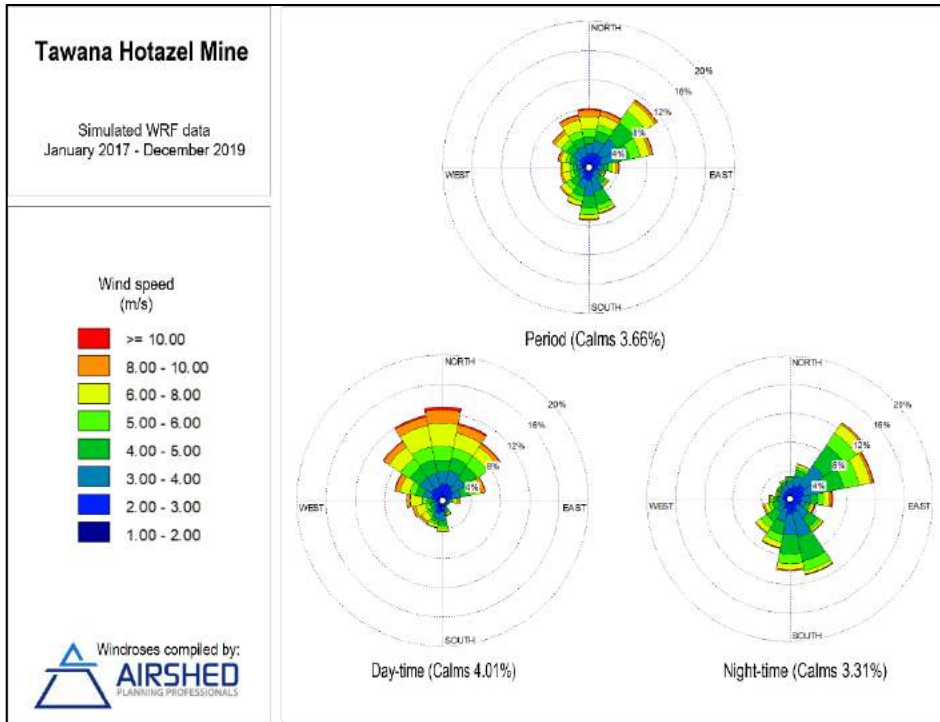 Tawana Hotazel Mine
Simulated WRF data
January 2017 - December 2019
Wind speed
(m/s)
>= 10.00
8.00 - 10.00
6.00 - 8.00
5.00 - 6.00
4.00 - 5.00
3.00 - 4.00
2.00 - 3.00
1.00 - 2.00
Windroses compiled by:
AIRSHED
PLANNING PROFESSIONALS
NORTH
20%
16%
12%
8%
4%
WEST
EAST
SOUTH
Period (Calms 3.66%)
NORTH
20%
16%
12%
8%
4%
WEST
EAST
SOUTH
Day-time (Calms 4.01%)
NORTH
20%
16%
12%
8%
4%
WEST
EAST
SOUTH
Night-time (Calms 3.31%)